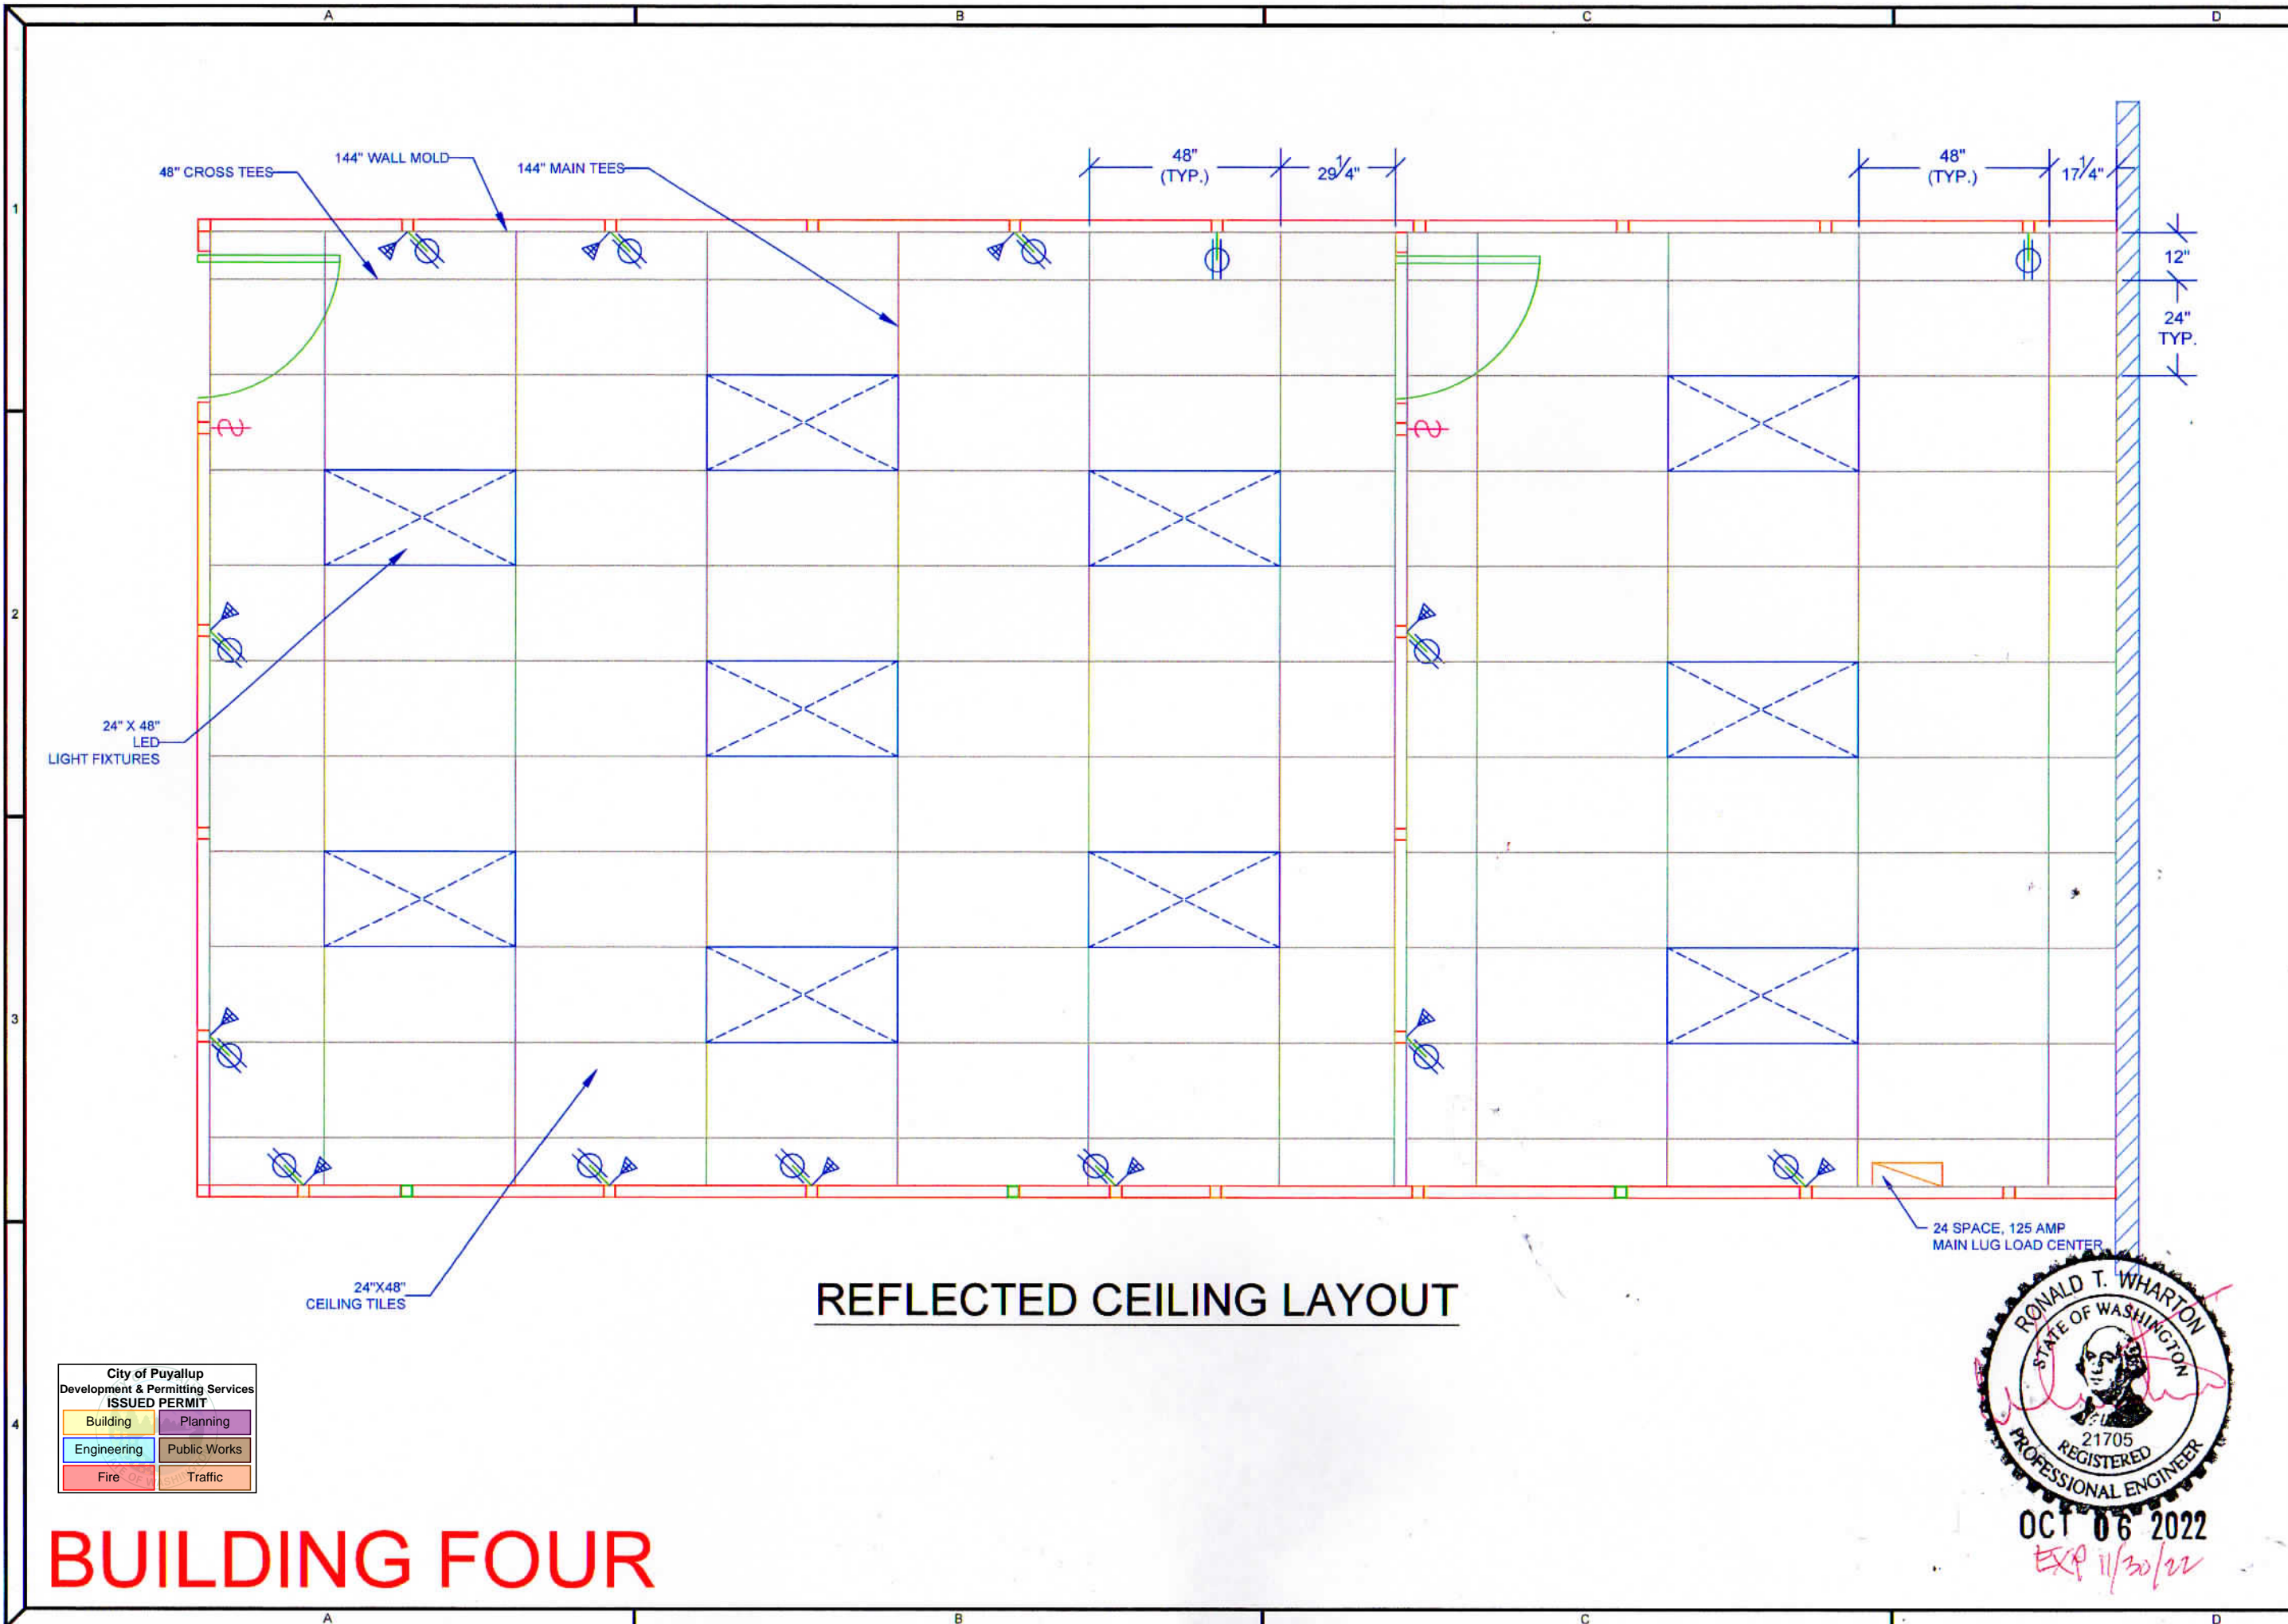 A
B
C
D
48" CROSS TEES
144" WALL MOLD
144" MAIN TEES
48"
(TYP.)
29 1/4"
48"
(TYP.)
17 1/4"
1
12"
24"
TYP.
2
24" X 48"
LED
LIGHT FIXTURES
3
24 SPACE, 125 AMP
MAIN LUG LOAD CENTER
24"X48"
CEILING TILES
REFLECTED CEILING LAYOUT
RONALD T. WHARTON
STATE OF WASHINGTON
21705
REGISTERED
PROFESSIONAL ENGINEER
OCT 06 2022
EXP 11/30/22
City of Puyallup
Development & Permitting Services
ISSUED PERMIT
Building
Planning
Engineering
Public Works
Fire
Traffic
4
BUILDING FOUR
A
B
C
D